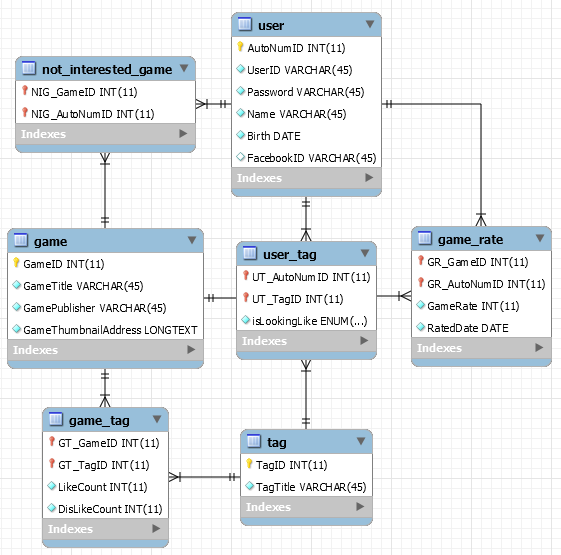 user
AutoNumID INT(11)
UserID VARCHAR(45)
Password VARCHAR(45)
Name VARCHAR(45)
Birth DATE
FacebookID VARCHAR(45)
Indexes
not_interested_game
NIG_GameID INT(11)
NIG_AutoNumID INT(11)
Indexes
game
GameID INT(11)
GameTitle VARCHAR(45)
GamePublisher VARCHAR(45)
GameThumbnailAddress LONGTEXT
Indexes
user_tag
UT_AutoNumID INT(11)
UT_TagID INT(11)
isLookingLike ENUM(...)
Indexes
game_rate
GR_GameID INT(11)
GR_AutoNumID INT(11)
GameRate INT(11)
RatedDate DATE
Indexes
game_tag
GT_GameID INT(11)
GT_TagID INT(11)
LikeCount INT(11)
DisLikeCount INT(11)
Indexes
tag
TagID INT(11)
TagTitle VARCHAR(45)
Indexes